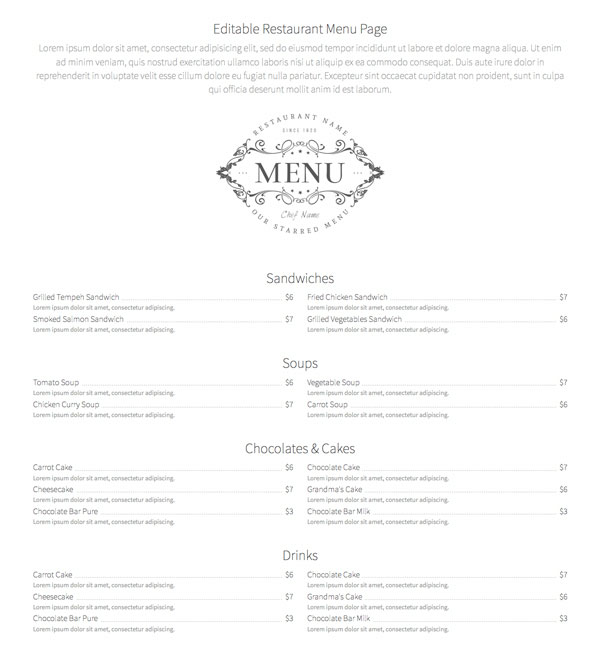 Editable Restaurant Menu Page
Lorem ipsum dolor sit amet, consectetur adipisicing elit, sed do eiusmod tempor incididunt ut labore et dolore magna aliqua. Ut enim
ad minim veniam, quis nostrud exercitation ullamco laboris nisi ut aliquip ex ea commodo consequat. Duis aute irure dolor in
reprehenderit in voluptate velit esse cillum dolore eu fugiat nulla pariatur. Excepteur sint occaecat cupidatat non proident, sunt in culpa
qui officia deserunt mollit anim id est laborum.
RESTAURANT NAME
SINCE
MENU
Chef Name
OUR STARRED MENU
Sandwiches
Grilled Tempeh Sandwich $6
Lorem ipsum dolor sit amet, consectetur adipiscing.
Smoked Salmon Sandwich $7
Lorem ipsum dolor sit amet, consectetur adipiscing.
Fried Chicken Sandwich $7
Lorem ipsum dolor sit amet, consectetur adipiscing.
Grilled Vegetables Sandwich $6
Lorem ipsum dolor sit amet, consectetur adipiscing.
Soups
Tomato Soup $6
Lorem ipsum dolor sit amet, consectetur adipiscing.
Chicken Curry Soup $7
Lorem ipsum dolor sit amet, consectetur adipiscing.
Vegetable Soup $7
Lorem ipsum dolor sit amet, consectetur adipiscing.
Carrot Soup $6
Lorem ipsum dolor sit amet, consectetur adipiscing.
Chocolates & Cakes
Carrot Cake $6
Lorem ipsum dolor sit amet, consectetur adipiscing.
Cheesecake $7
Lorem ipsum dolor sit amet, consectetur adipiscing.
Chocolate Bar Pure $3
Lorem ipsum dolor sit amet, consectetur adipiscing.
Chocolate Cake $7
Lorem ipsum dolor sit amet, consectetur adipiscing.
Grandma's Cake $6
Lorem ipsum dolor sit amet, consectetur adipiscing.
Chocolate Bar Milk $3
Lorem ipsum dolor sit amet, consectetur adipiscing.
Drinks
Carrot Cake $6
Lorem ipsum dolor sit amet, consectetur adipiscing.
Cheesecake $7
Lorem ipsum dolor sit amet, consectetur adipiscing.
Chocolate Bar Pure $3
Lorem ipsum dolor sit amet, consectetur adipiscing.
Chocolate Cake $7
Lorem ipsum dolor sit amet, consectetur adipiscing.
Grandma's Cake $6
Lorem ipsum dolor sit amet, consectetur adipiscing.
Chocolate Bar Milk $3
Lorem ipsum dolor sit amet, consectetur adipiscing.